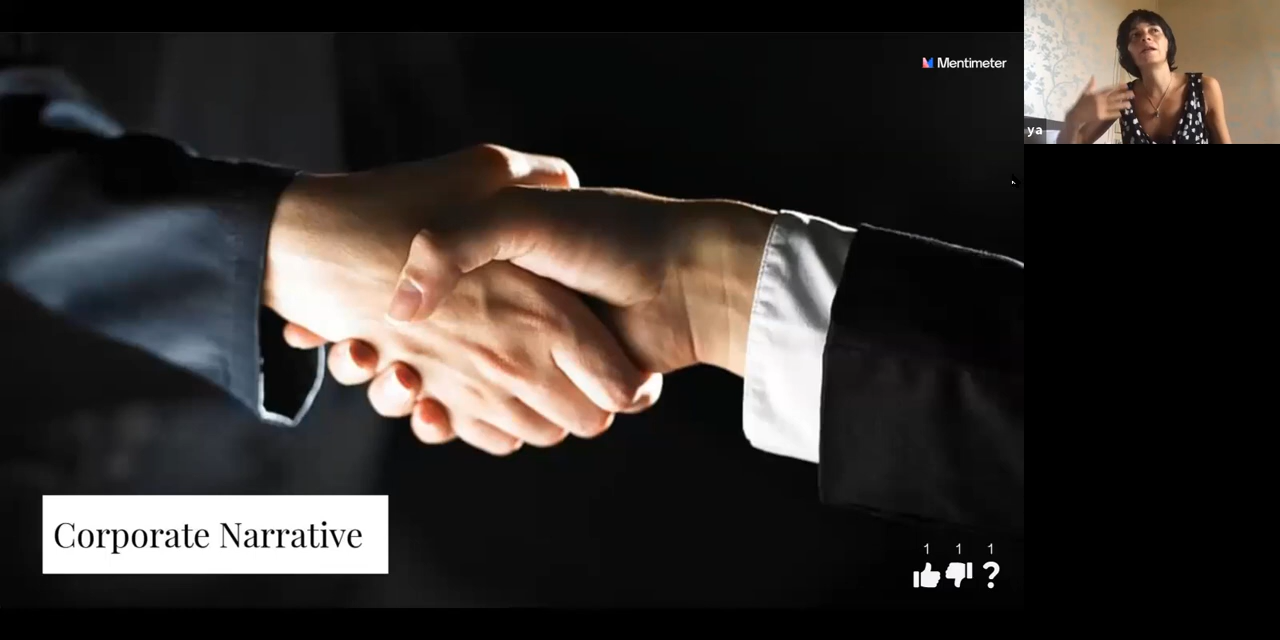 Mentimeter
ya
Corporate Narrative
1 1 1
?